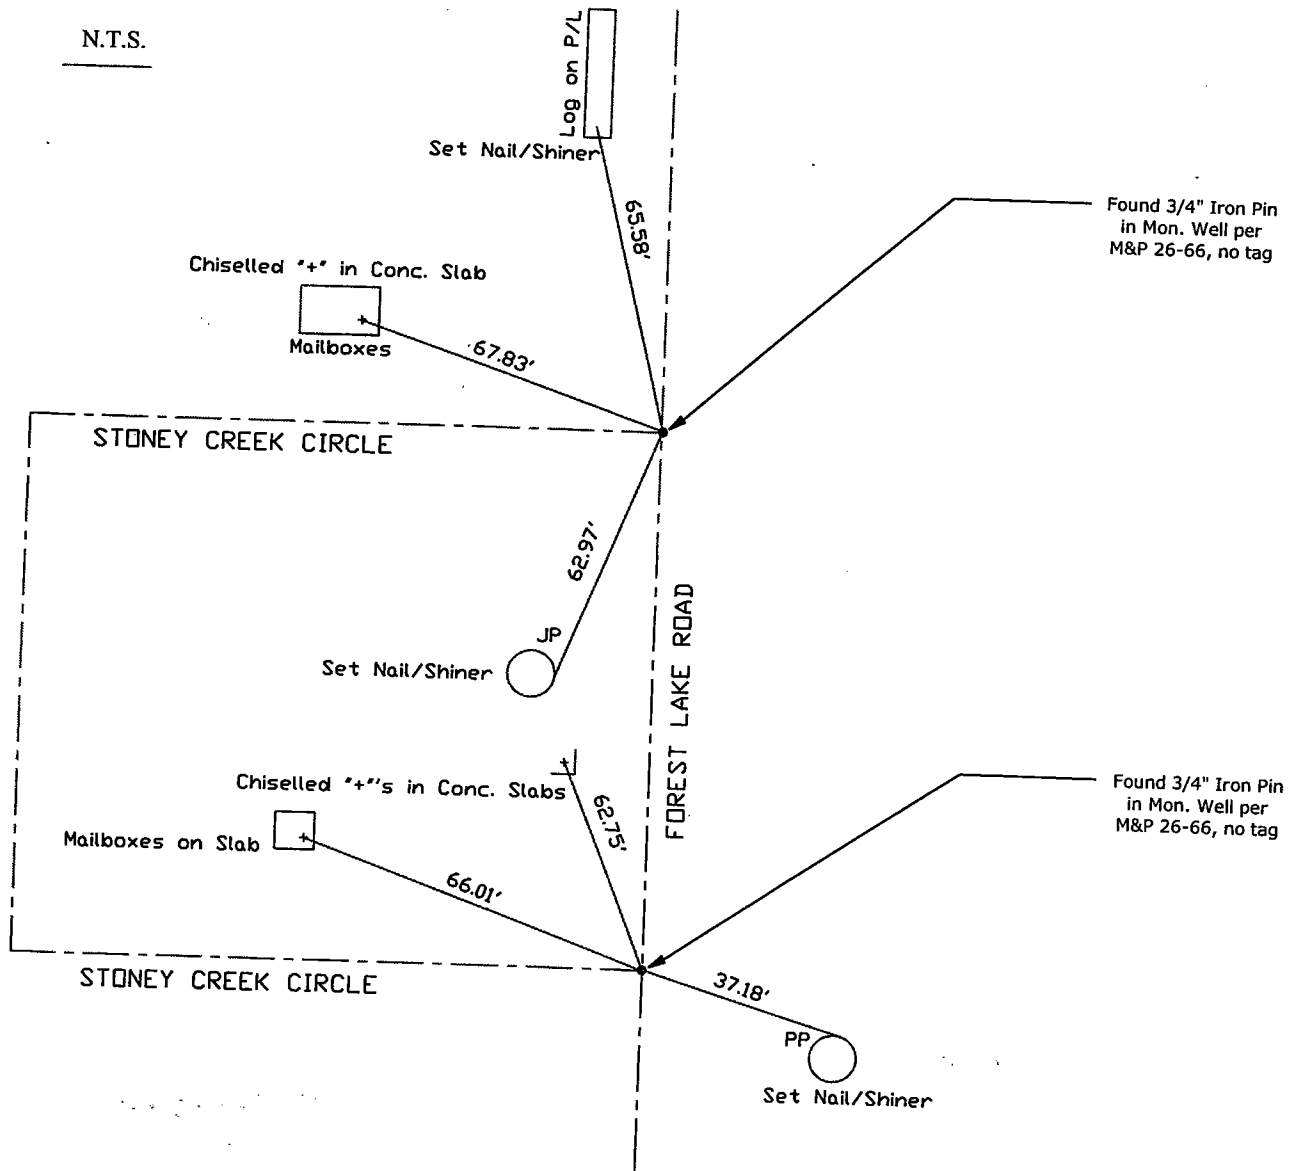 N.T.S.
Log on P/L
Set Nail/Shiner
65.58'
Found 3/4" Iron Pin
in Mon. Well per
M&P 26-66, no tag
Chiselled "+" in Conc. Slab
Mailboxes
67.83'
STONEY CREEK CIRCLE
62.97'
JP
Set Nail/Shiner
FOREST LAKE ROAD
Chiselled "+"'s in Conc. Slabs
62.75'
Mailboxes on Slab
66.01'
Found 3/4" Iron Pin
in Mon. Well per
M&P 26-66, no tag
STONEY CREEK CIRCLE
37.18'
PP
Set Nail/Shiner